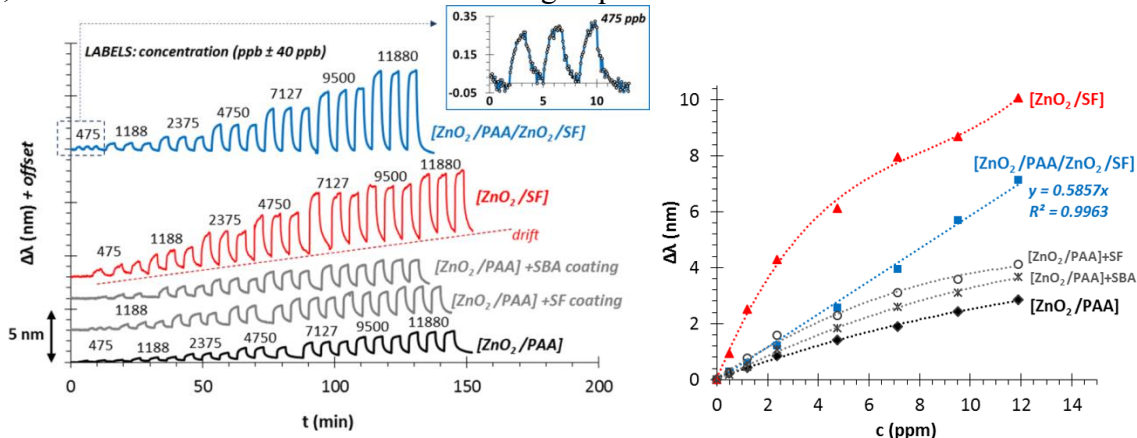 LABELS: concentration (ppb ± 40 ppb)
475 ppb
0.35
0.15
-0.05
0 5 10
475 1188 2375 4750 7127 9500 11880
[ZnO2/PAA/ZnO2/SF]
475 1188 2375 4750 7127 9500 11880
[ZnO2/SF]
drift
[ZnO2/PAA] +SBA coating
1188
[ZnO2/PAA] +SF coating
475 1188 2375 4750 7127 9500 11880
[ZnO2/PAA]
Δλ (nm) + offset
5 nm
0 50 100 150 200
t (min)
10
8
6
4
2
0
Δλ (nm)
[ZnO2/SF]
[ZnO2/PAA/ZnO2/SF]
y = 0.5857x
R² = 0.9963
[ZnO2/PAA]+SF
[ZnO2/PAA]+SBA
[ZnO2/PAA]
0 2 4 6 8 10 12 14
c (ppm)